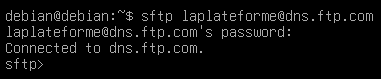 debian@debian:~$ sftp laplateforme@dns.ftp.com
laplateforme@dns.ftp.com's password:
Connected to dns.ftp.com.
sftp>